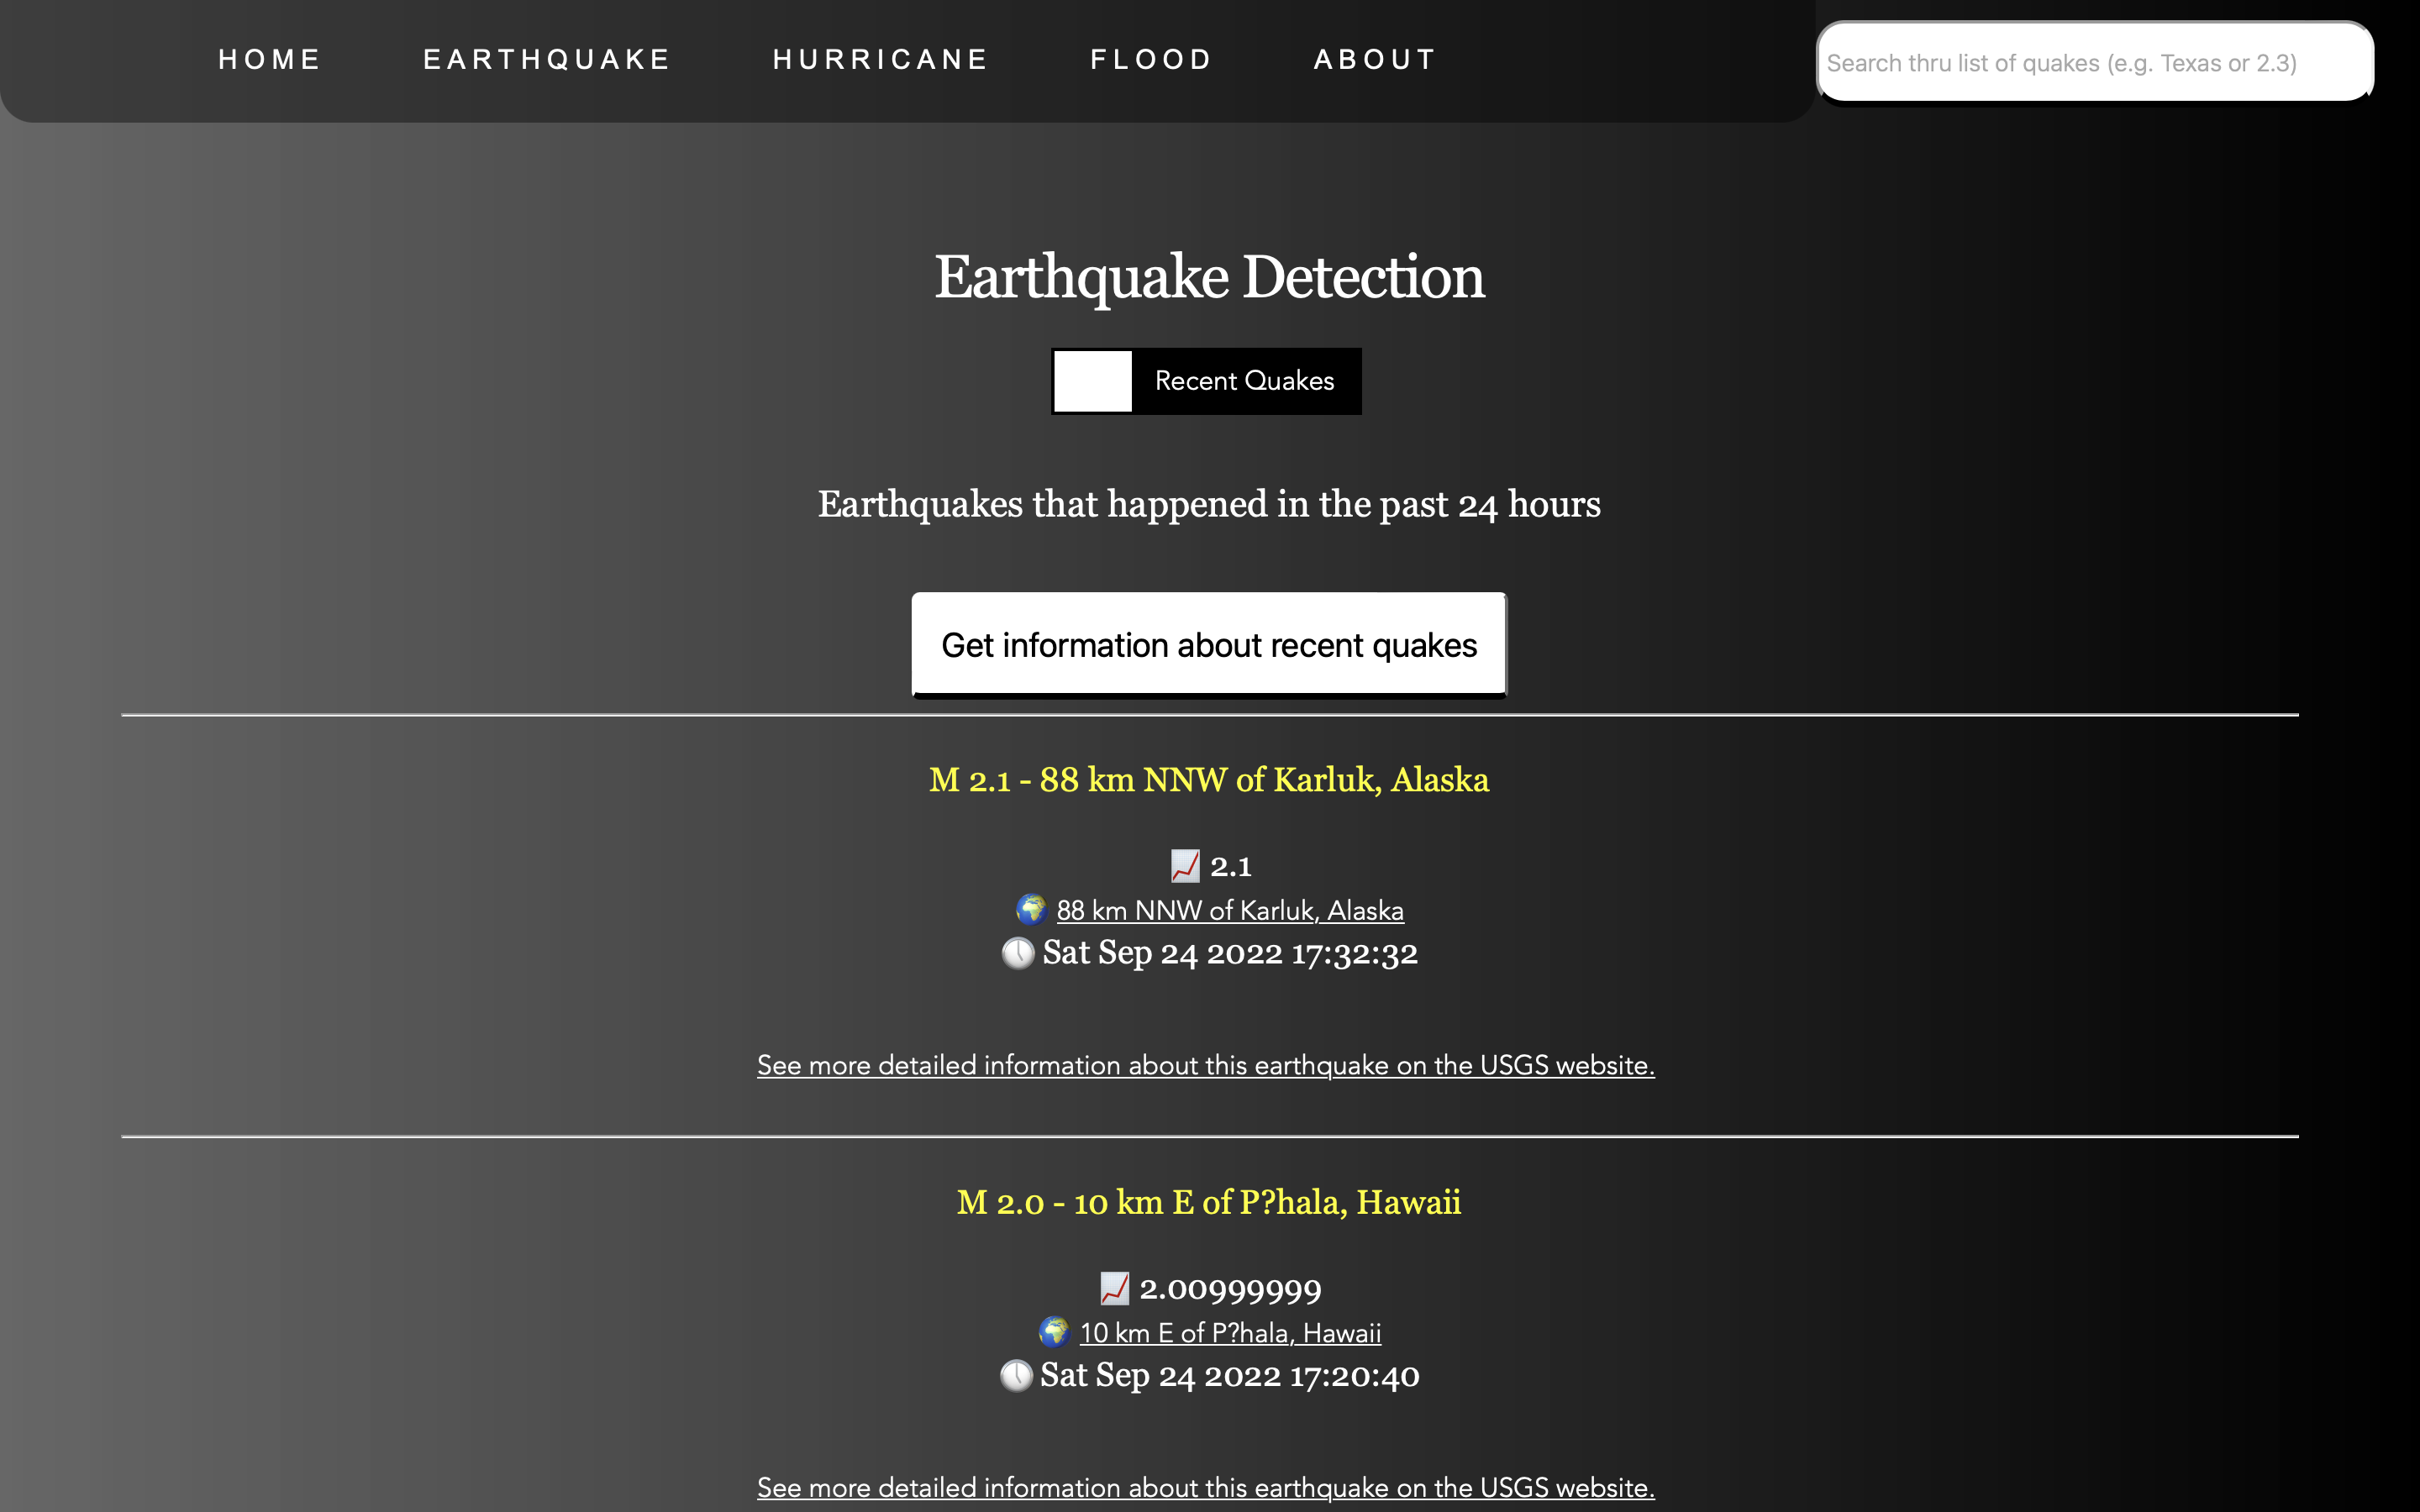 HOME EARTHQUAKE HURRICANE FLOOD ABOUT
Search thru list of quakes (e.g. Texas or 2.3)
Earthquake Detection
Recent Quakes
Earthquakes that happened in the past 24 hours
Get information about recent quakes
M 2.1 - 88 km NNW of Karluk, Alaska
📈 2.1
🌍 88 km NNW of Karluk, Alaska
🕔 Sat Sep 24 2022 17:32:32
See more detailed information about this earthquake on the USGS website.
M 2.0 - 10 km E of P?hala, Hawaii
📈 2.00999999
🌍 10 km E of P?hala, Hawaii
🕔 Sat Sep 24 2022 17:20:40
See more detailed information about this earthquake on the USGS website.